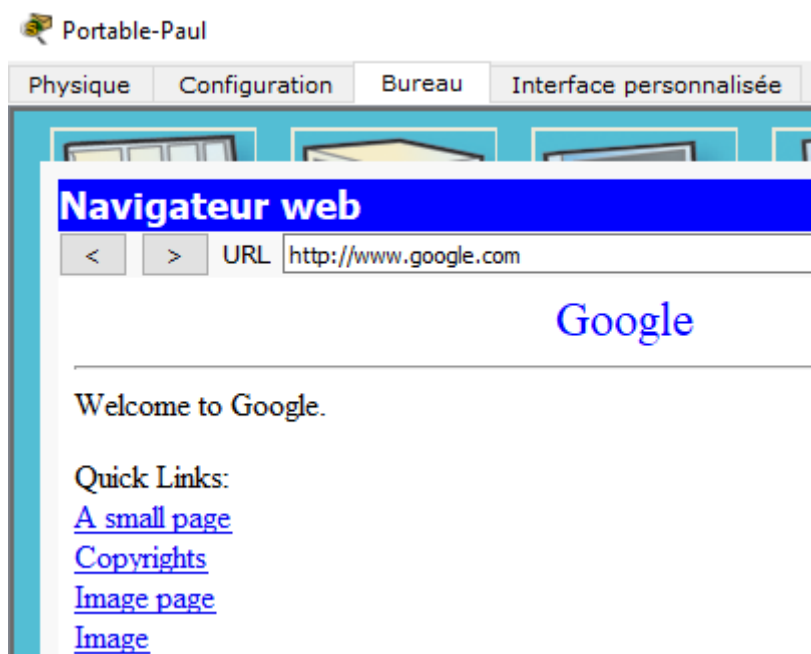 Portable-Paul
Physique Configuration Bureau Interface personnalisée
Navigateur web
< > URL http://www.google.com
Google
Welcome to Google.
Quick Links:
A small page
Copyrights
Image page
Image